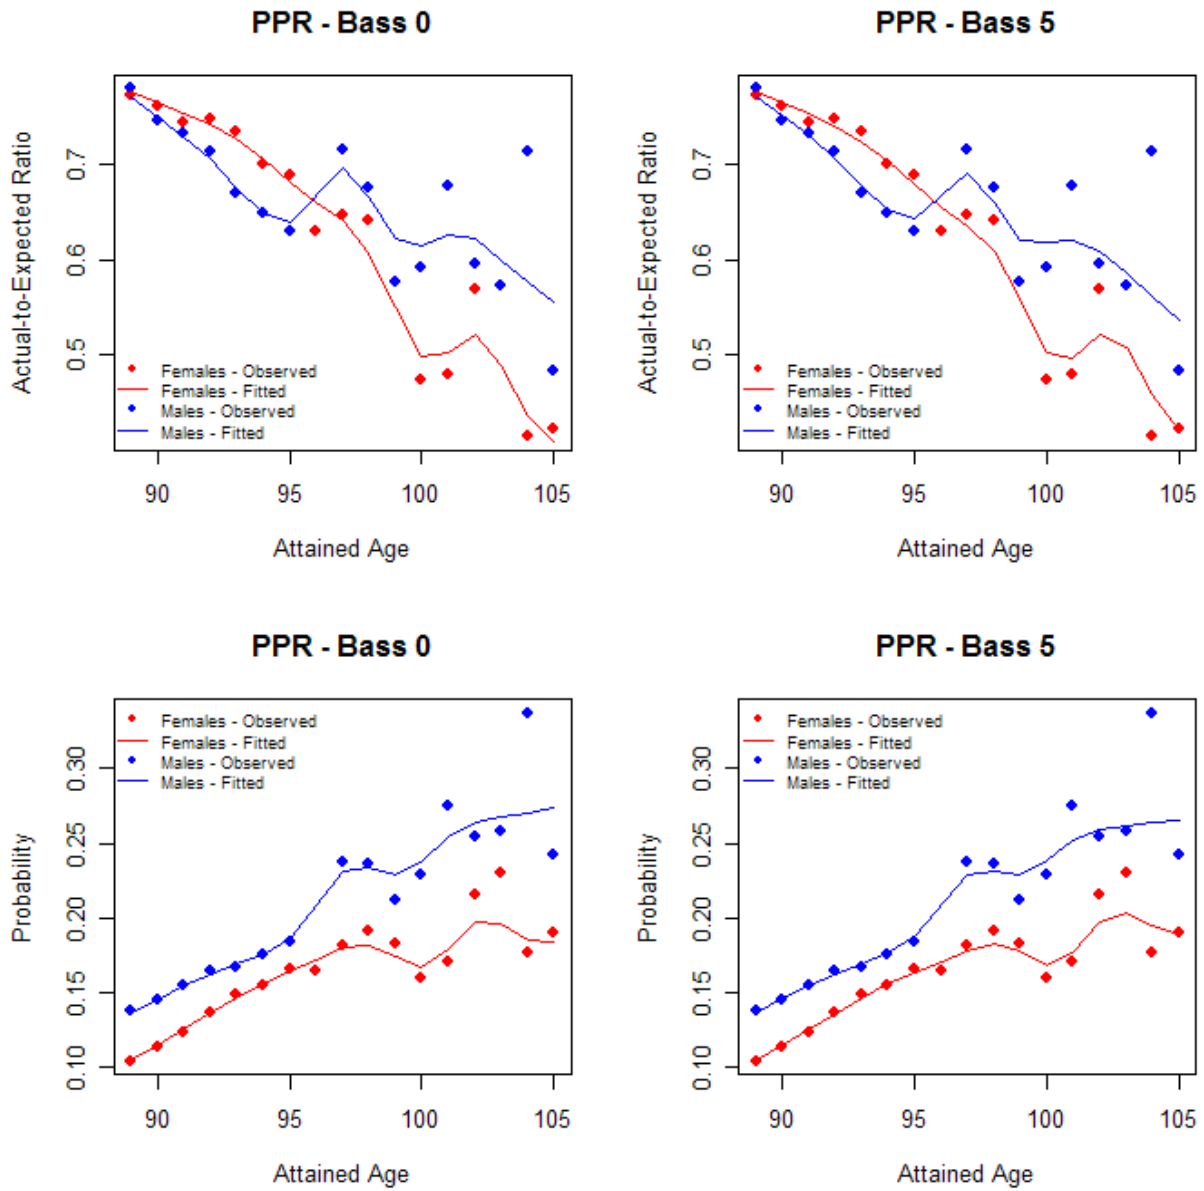 PPR - Bass 0
PPR - Bass 5
Actual-to-Expected Ratio
0.7
0.6
0.5
Females - Observed
Females - Fitted
Males - Observed
Males - Fitted
90 95 100 105
Attained Age
Actual-to-Expected Ratio
0.7
0.6
0.5
Females - Observed
Females - Fitted
Males - Observed
Males - Fitted
90 95 100 105
Attained Age
PPR - Bass 0
PPR - Bass 5
Probability
0.30
0.25
0.20
0.15
0.10
Females - Observed
Females - Fitted
Males - Observed
Males - Fitted
90 95 100 105
Attained Age
Probability
0.30
0.25
0.20
0.15
0.10
Females - Observed
Females - Fitted
Males - Observed
Males - Fitted
90 95 100 105
Attained Age